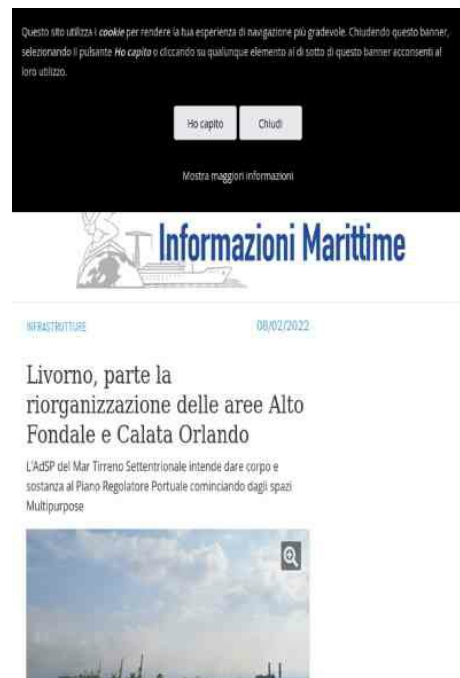 Questo sito utilizza i cookie per rendere la tua esperienza di navigazione più gradevole. Chiudendo questo banner,
selezionando il pulsante Ho capito o cliccando su qualunque elemento al di sotto di questo banner acconsenti al
loro utilizzo.
Ho capito
Chiudi
Mostra maggiori informazioni
Informazioni Marittime
INFRASTRUTTURE
08/02/2022
Livorno, parte la
riorganizzazione delle aree Alto
Fondale e Calata Orlando
L'AdSP del Mar Tirreno Settentrionale intende dare corpo e
sostanza al Piano Regolatore Portuale cominciando dagli spazi
Multipurpose